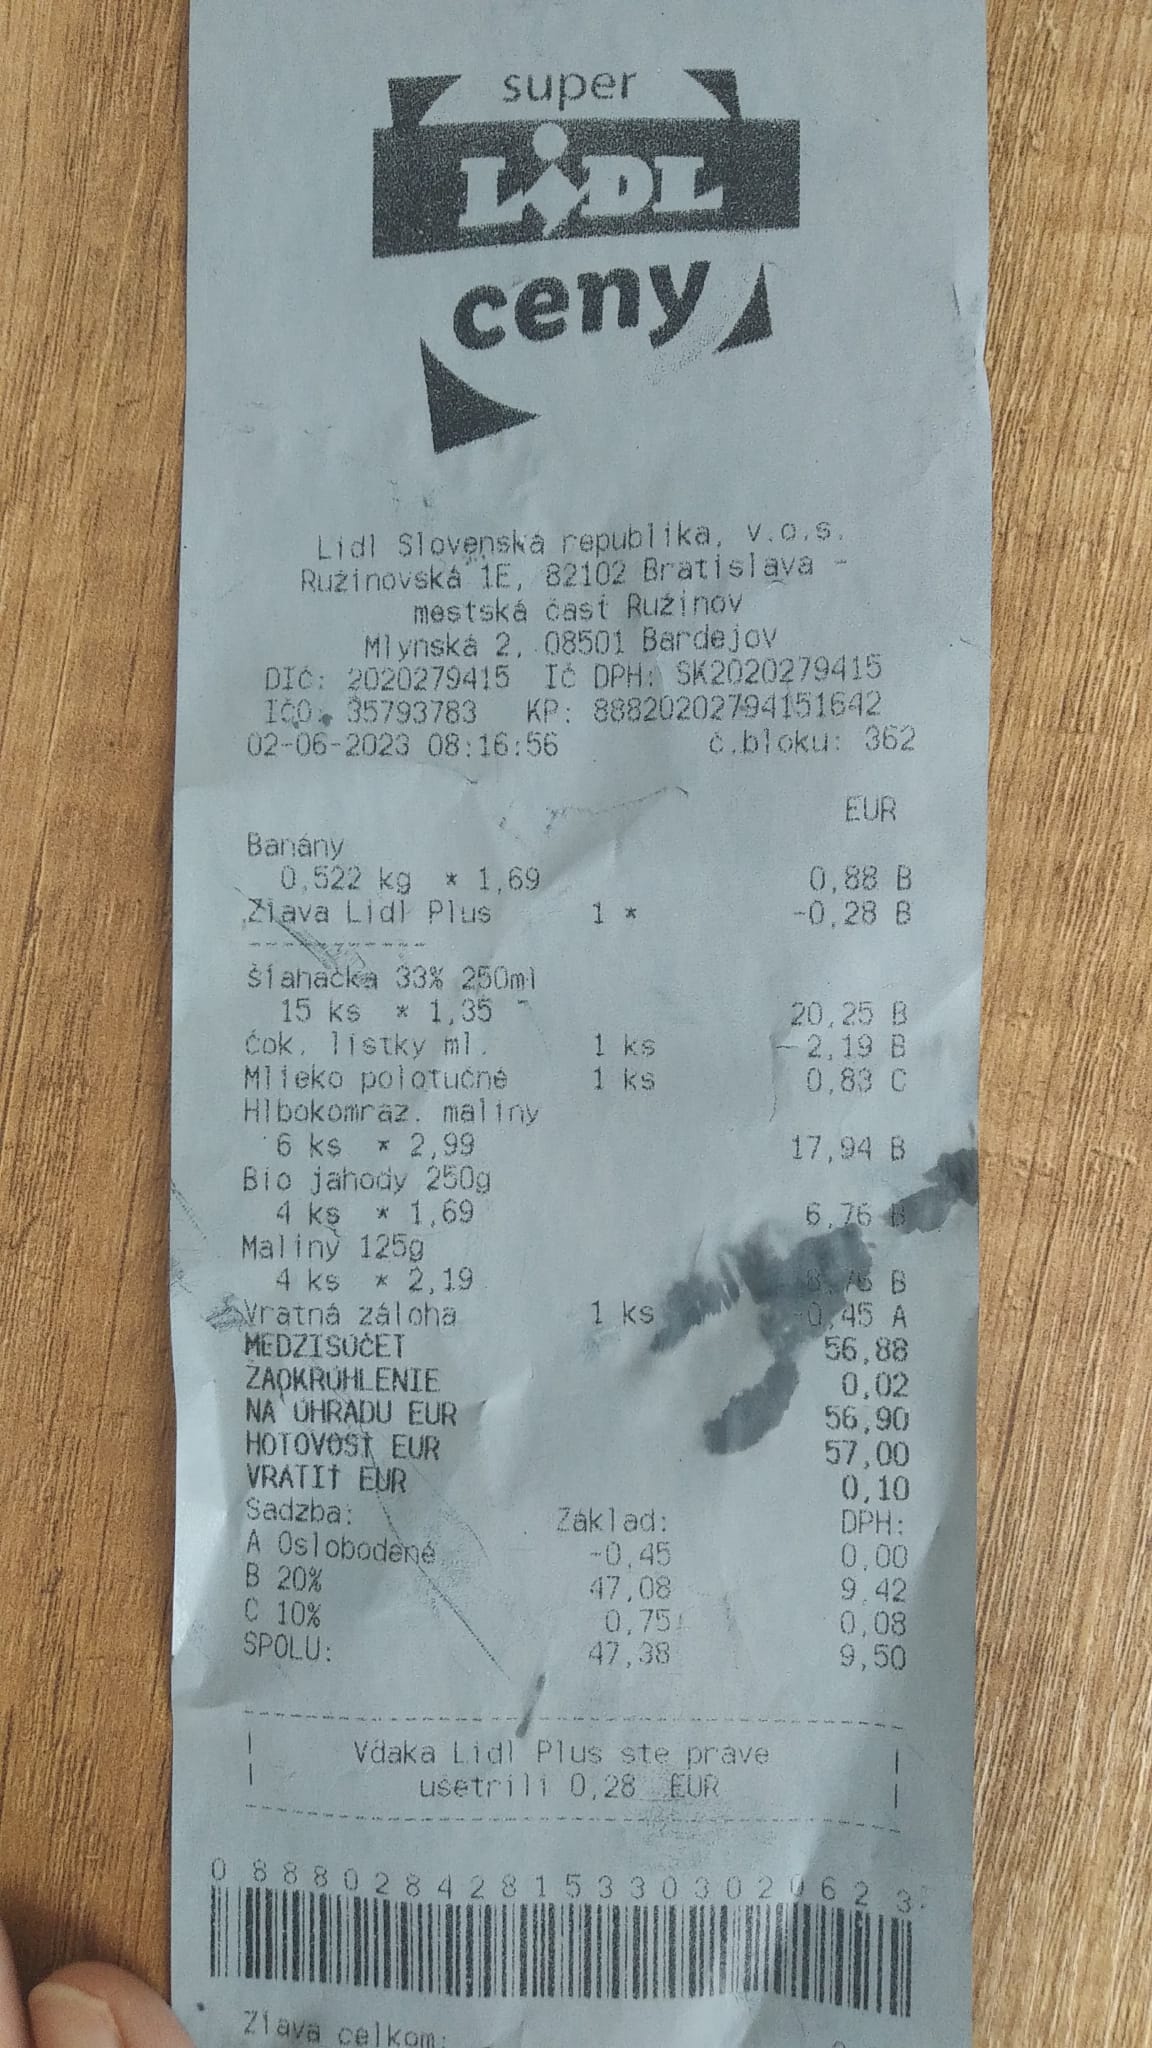 super
LIDL
ceny
Lidl Slovenská republika, v.o.s.
Ružinovská 1E, 82102 Bratislava -
mestská časť Ružinov
Mlynská 2, 08501 Bardejov
DIČ: 2020279415 IČ DPH: SK2020279415
IČO: 35793783 KP: 88820202794151642
02-06-2023 08:16:56 č.bloku: 362
EUR
Banány
0,522 kg * 1,69 0,88 B
Zľava Lidl Plus 1 * -0,28 B
-----------
Šľahačka 33% 250ml
15 ks * 1,35 20,25 B
Čok. lístky ml. 1 ks 2,19 B
Mlieko polotučné 1 ks 0,83 C
Hlbokomraz. maliny
6 ks * 2,99 17,94 B
Bio jahody 250g
4 ks * 1,69 6,76 B
Maliny 125g
4 ks * 2,19 8,76 B
Vratná záloha 1 ks -0,45 A
MEDZISÚČET 56,88
ZAOKRÚHLENIE 0,02
NA ÚHRADU EUR 56,90
HOTOVOSŤ EUR 57,00
VRÁTIŤ EUR 0,10
Sadzba: Základ: DPH:
A Oslobodené -0,45 0,00
B 20% 47,08 9,42
C 10% 0,75 0,08
SPOLU: 47,38 9,50
Vďaka Lidl Plus ste práve
ušetrili 0,28 EUR
Zľava celkom: